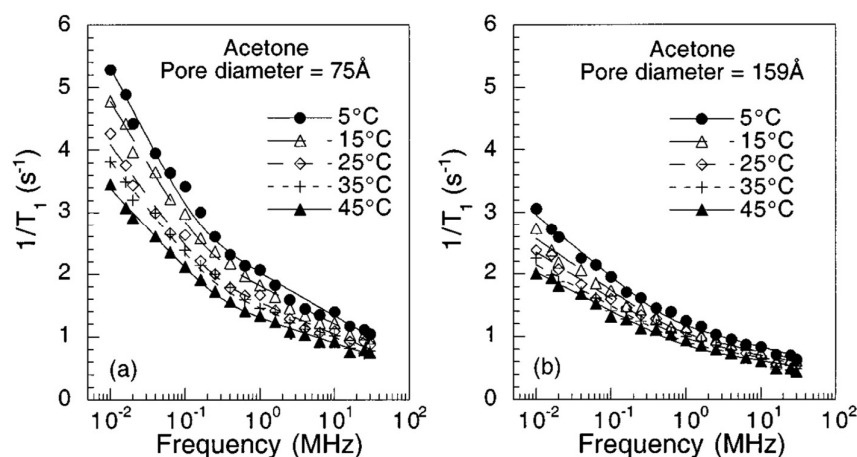 Acetone
Pore diameter = 75Å
5°C
15°C
25°C
35°C
45°C
6
5
4
3
2
1
0
1/T₁ (s⁻¹)
(a)
10⁻² 10⁻¹ 10⁰ 10¹ 10²
Frequency (MHz)
Acetone
Pore diameter = 159Å
5°C
15°C
25°C
35°C
45°C
6
5
4
3
2
1
0
1/T₁ (s⁻¹)
(b)
10⁻² 10⁻¹ 10⁰ 10¹ 10²
Frequency (MHz)